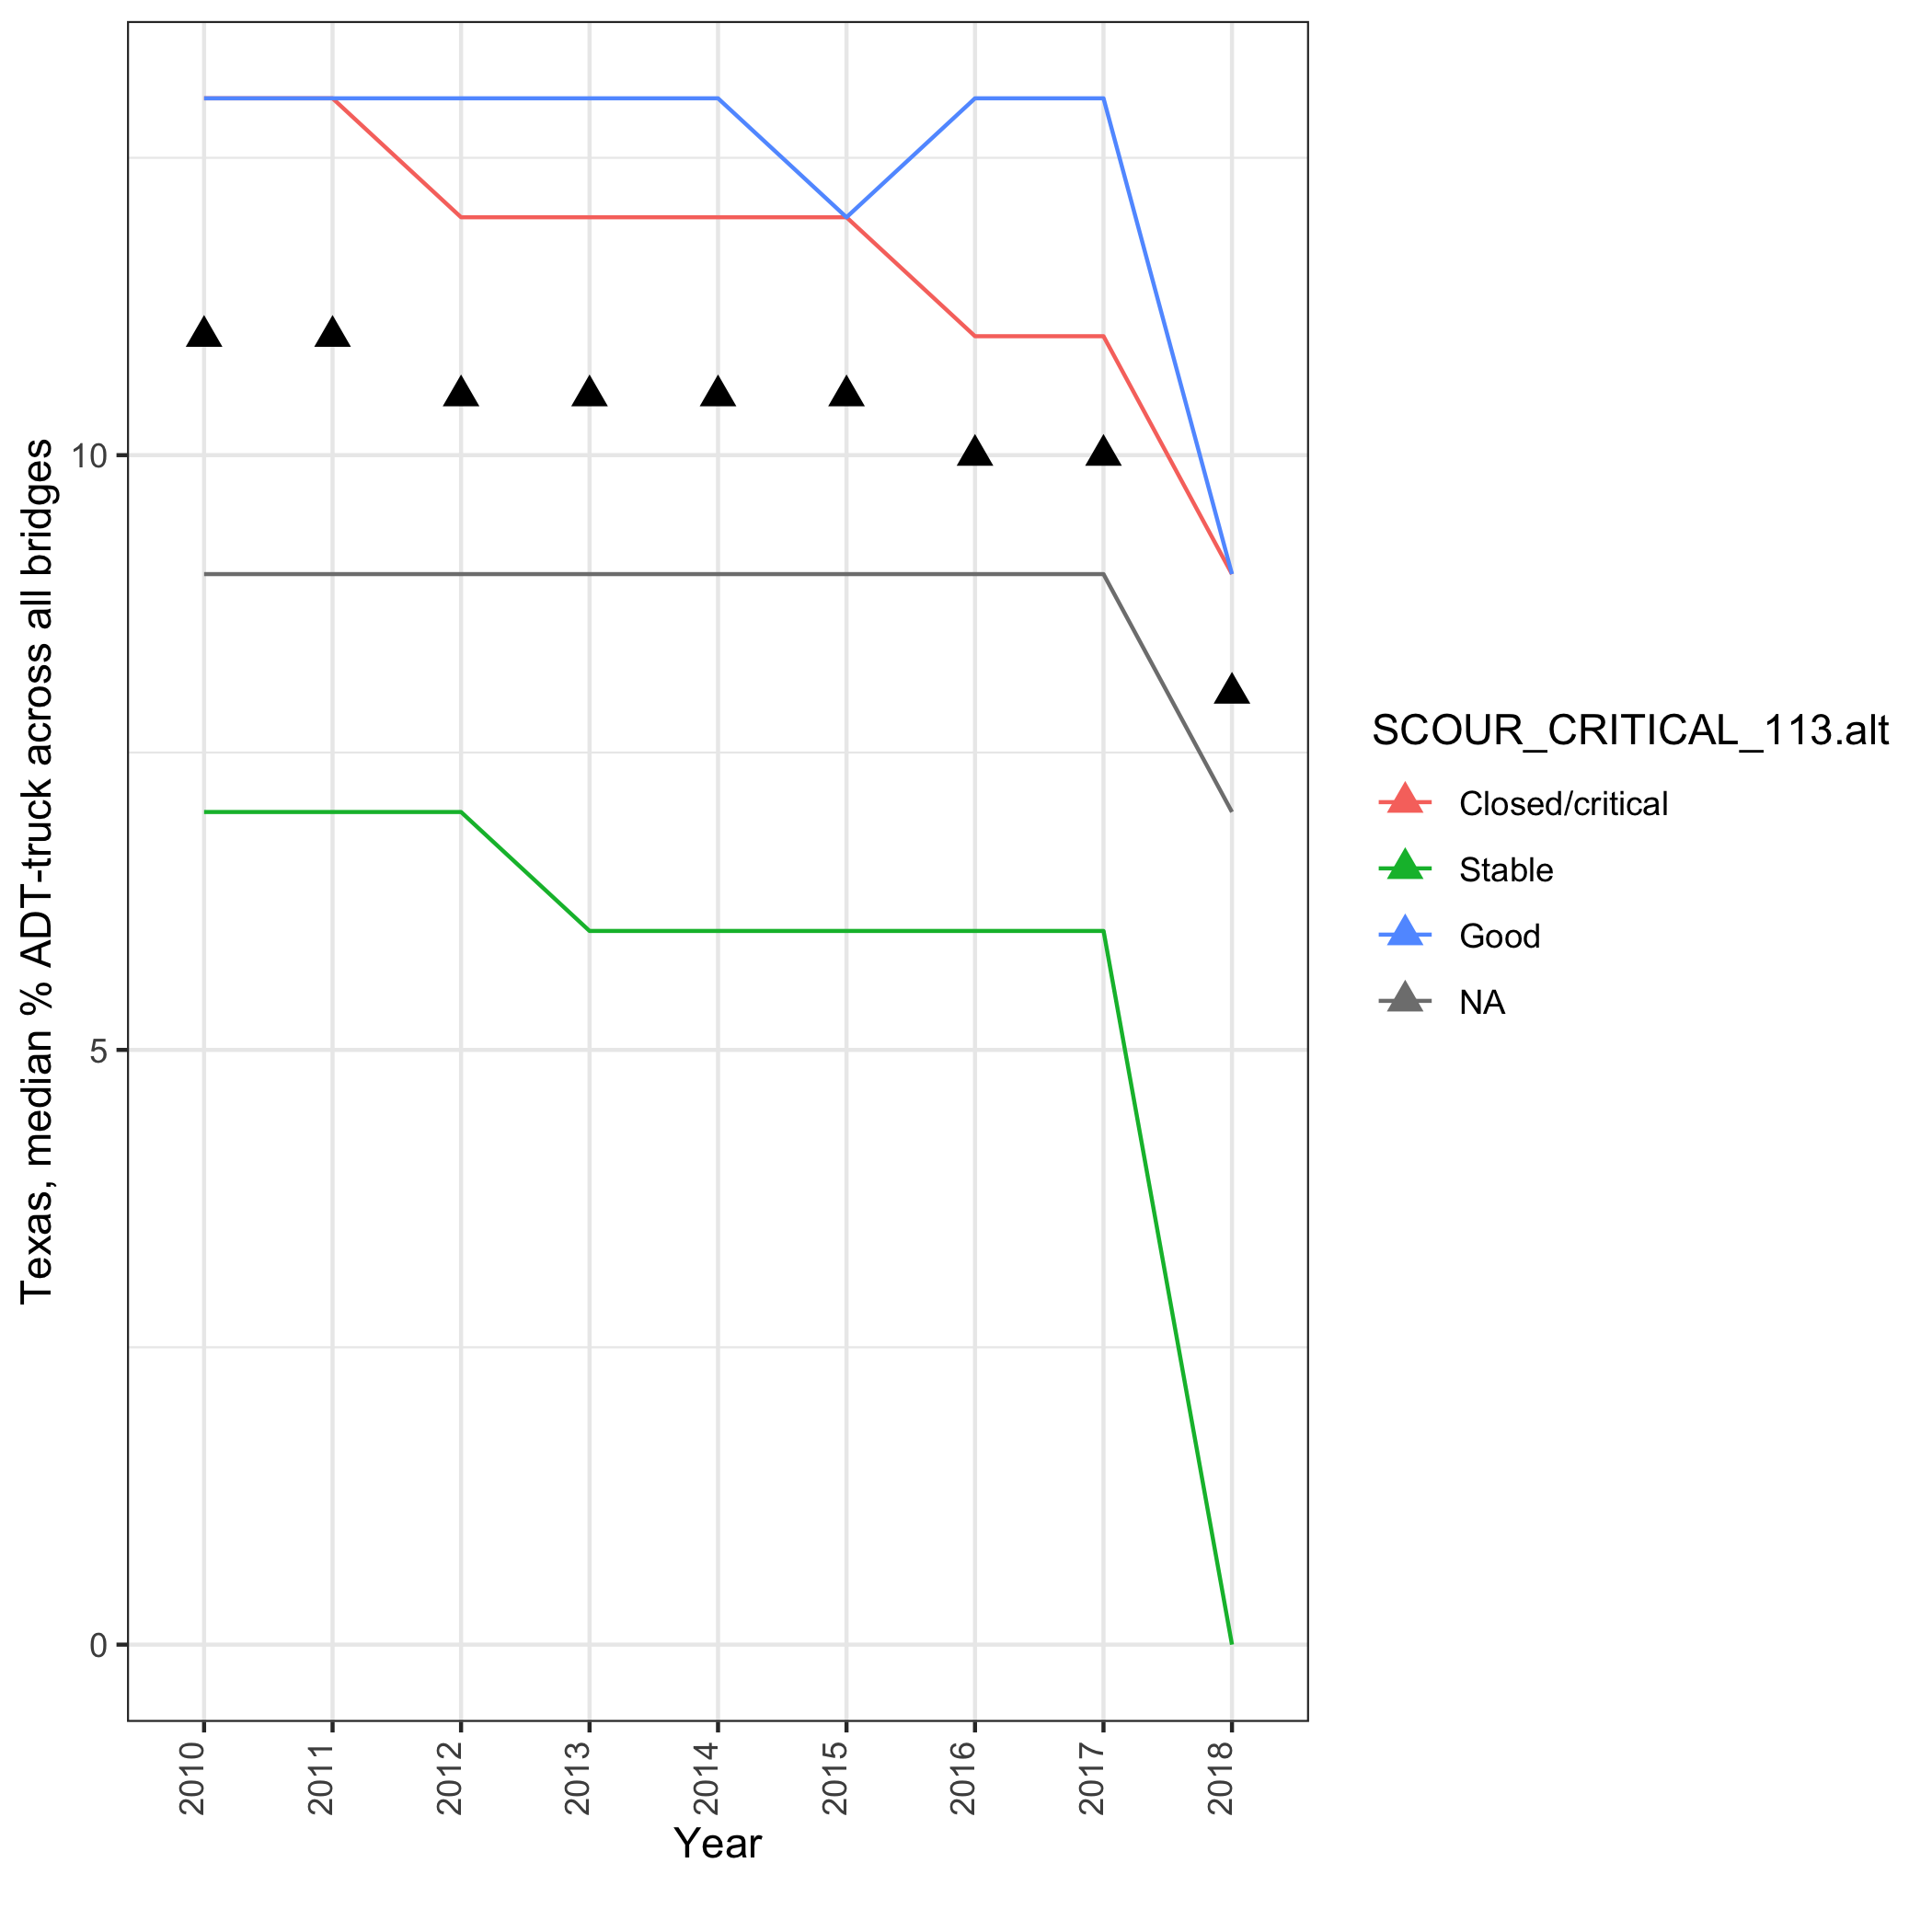 Texas, median % ADT-truck across all bridges
10
5
0
2010
2011
2012
2013
2014
2015
2016
2017
2018
Year
SCOUR_CRITICAL_113.alt
Closed/critical
Stable
Good
NA